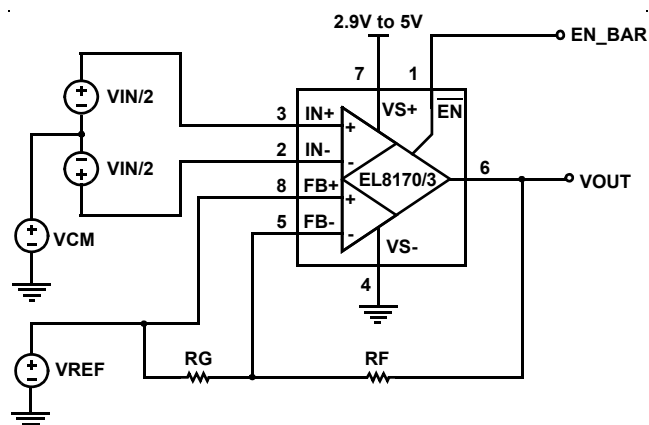 2.9V to 5V
EN_BAR
7
1
VIN/2
VS+
EN
3
IN+
+
-
+
-
2
IN-
-
VIN/2
-
+
8
FB+
+
EL8170/3
6
VOUT
5
FB-
-
VS-
+
-
VCM
4
RG
RF
+
-
VREF